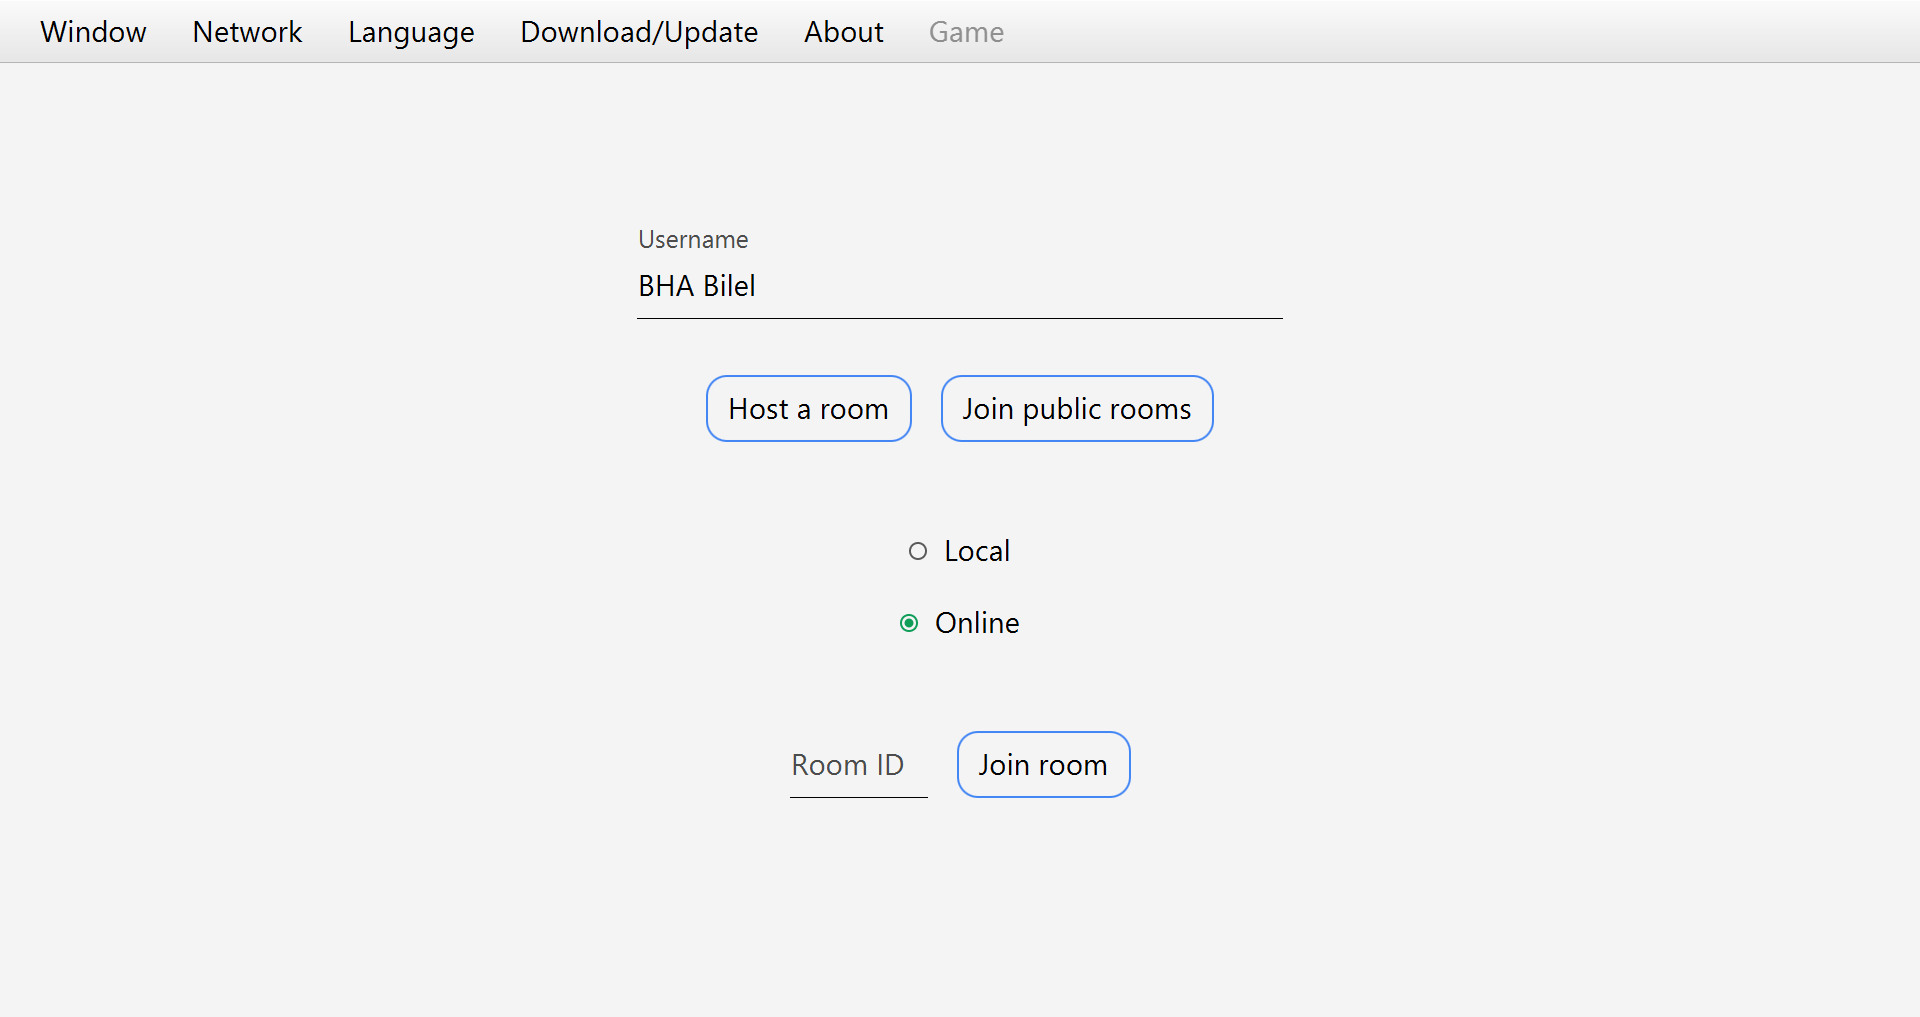 Window Network Language Download/Update About Game
Username
BHA Bilel
Host a room Join public rooms
Local
Online
Room ID Join room